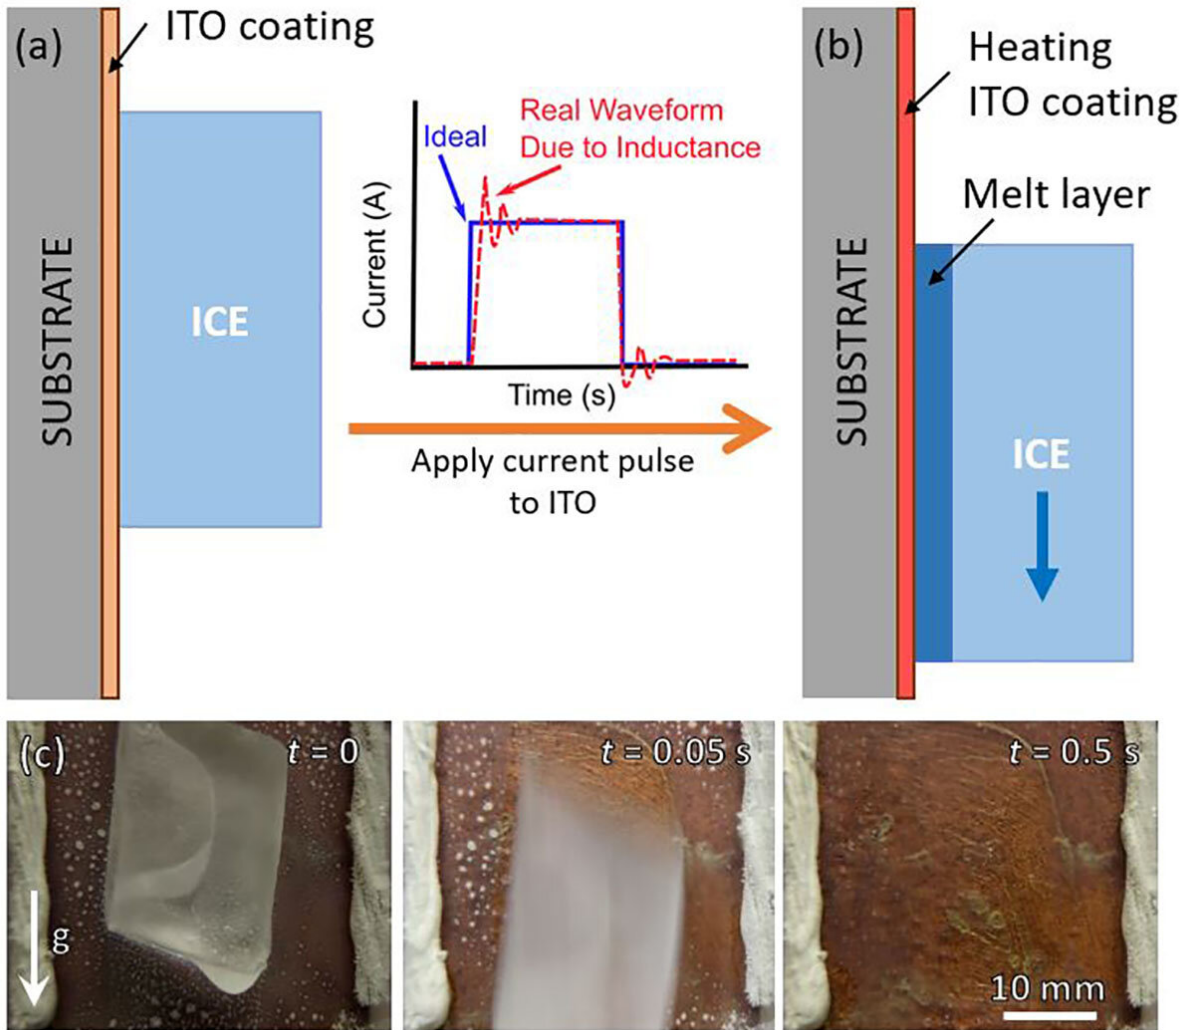 (a)
ITO coating
SUBSTRATE
ICE
Current (A)
Ideal
Real Waveform
Due to Inductance
Time (s)
Apply current pulse
to ITO
(b)
Heating
ITO coating
Melt layer
SUBSTRATE
ICE
(c)
t = 0
g
t = 0.05 s
t = 0.5 s
10 mm